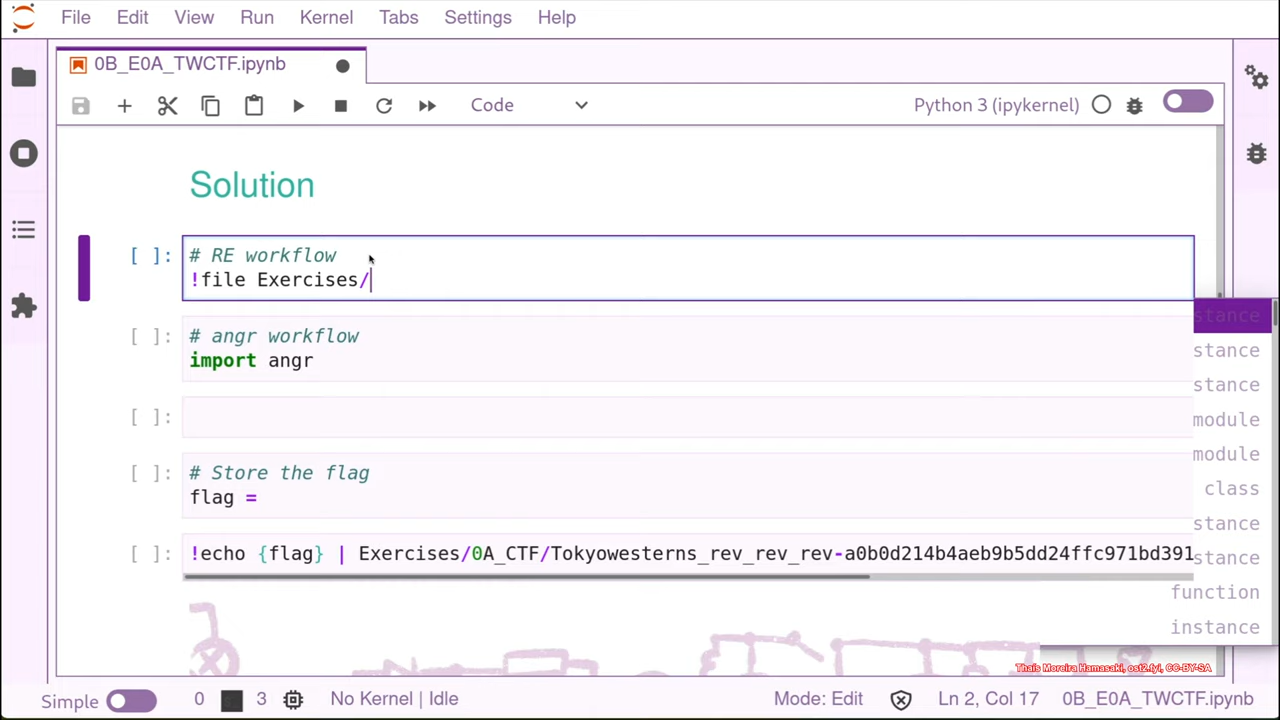 File Edit View Run Kernel Tabs Settings Help
0B_E0A_TWCTF.ipynb
Code Python 3 (ipykernel)
Solution
[ ]: # RE workflow
!file Exercises/
stance
[ ]: # angr workflow
stance
import angr
stance
[ ]:
module
module
[ ]: # Store the flag
class
flag =
stance
[ ]: !echo {flag} | Exercises/0A_CTF/Tokyowesterns_rev_rev_rev-a0b0d214b4aeb9b5dd24ffc971bd391
stance
function
instance
Thais Moreira Hamasaki, ost2.fyi, CC-BY-SA
Simple 0 3 No Kernel | Idle Mode: Edit Ln 2, Col 17 0B_E0A_TWCTF.ipynb